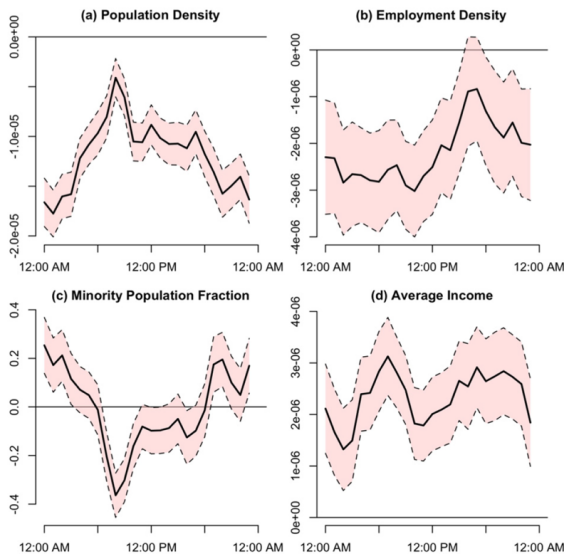 (a) Population Density
0.0e+00
-1.0e-05
-2.0e-05
12:00 AM 12:00 PM 12:00 AM
(b) Employment Density
0e+00
-1e-06
-2e-06
-3e-06
-4e-06
12:00 AM 12:00 PM 12:00 AM
(c) Minority Population Fraction
0.4
0.2
0.0
-0.2
-0.4
12:00 AM 12:00 PM 12:00 AM
(d) Average Income
4e-06
3e-06
2e-06
1e-06
0e+00
12:00 AM 12:00 PM 12:00 AM